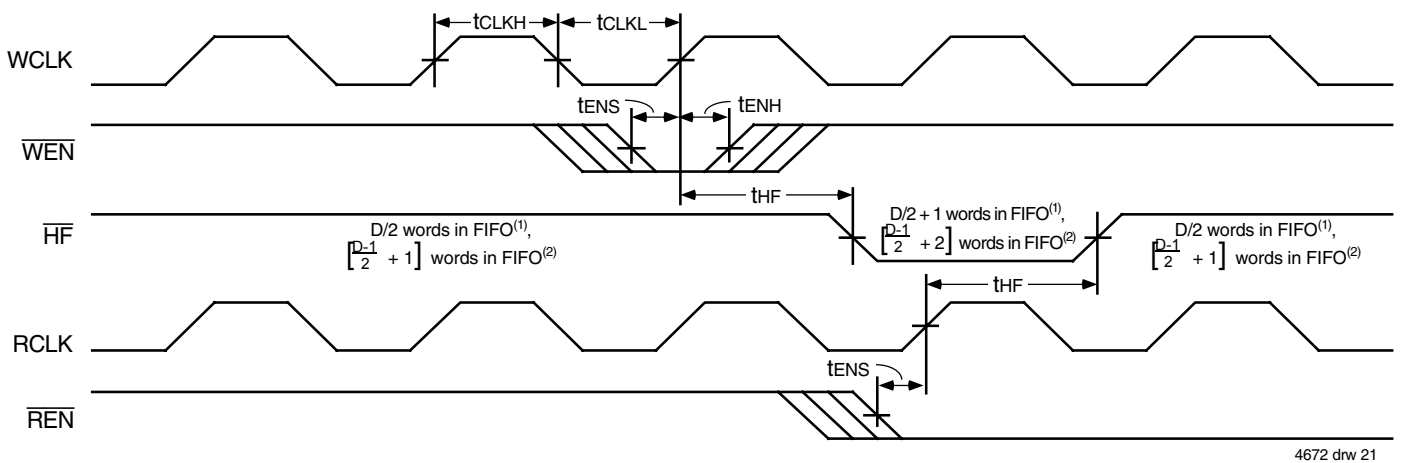 tCLKH
tCLKL
WCLK
tENS
tENH
WEN
tHF
HF
D/2 words in FIFO(1),
[D-1/2 + 1] words in FIFO(2)
D/2 + 1 words in FIFO(1),
[D-1/2 + 2] words in FIFO(2)
D/2 words in FIFO(1),
[D-1/2 + 1] words in FIFO(2)
tHF
RCLK
tENS
REN
4672 drw 21